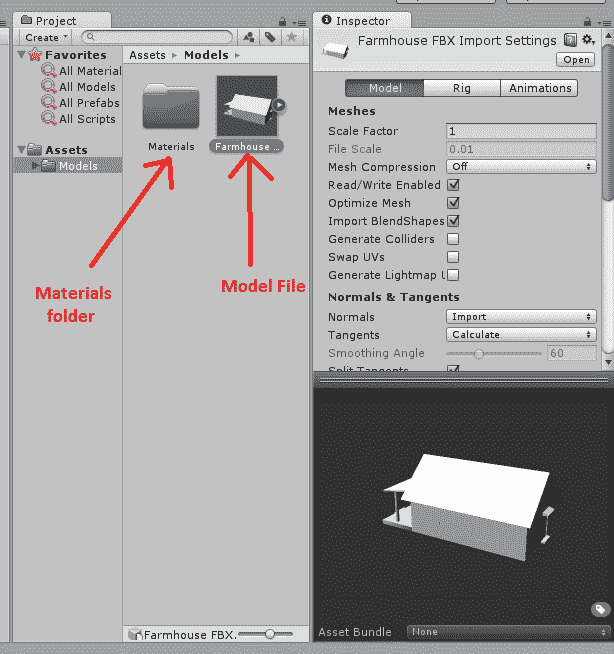 Project
Create
Favorites
All Material
All Models
All Prefabs
All Scripts
Assets
Models
Assets Models
Materials
Farmhouse ...
Materials
folder
Model File
Farmhouse FBX.
Inspector
Farmhouse FBX Import Settings
Open
Model Rig Animations
Meshes
Scale Factor 1
File Scale 0.01
Mesh Compression Off
Read/Write Enabled
Optimize Mesh
Import BlendShapes
Generate Colliders
Swap UVs
Generate Lightmap U
Normals & Tangents
Normals Import
Tangents Calculate
Smoothing Angle 60
Split Tangents
Asset Bundle None